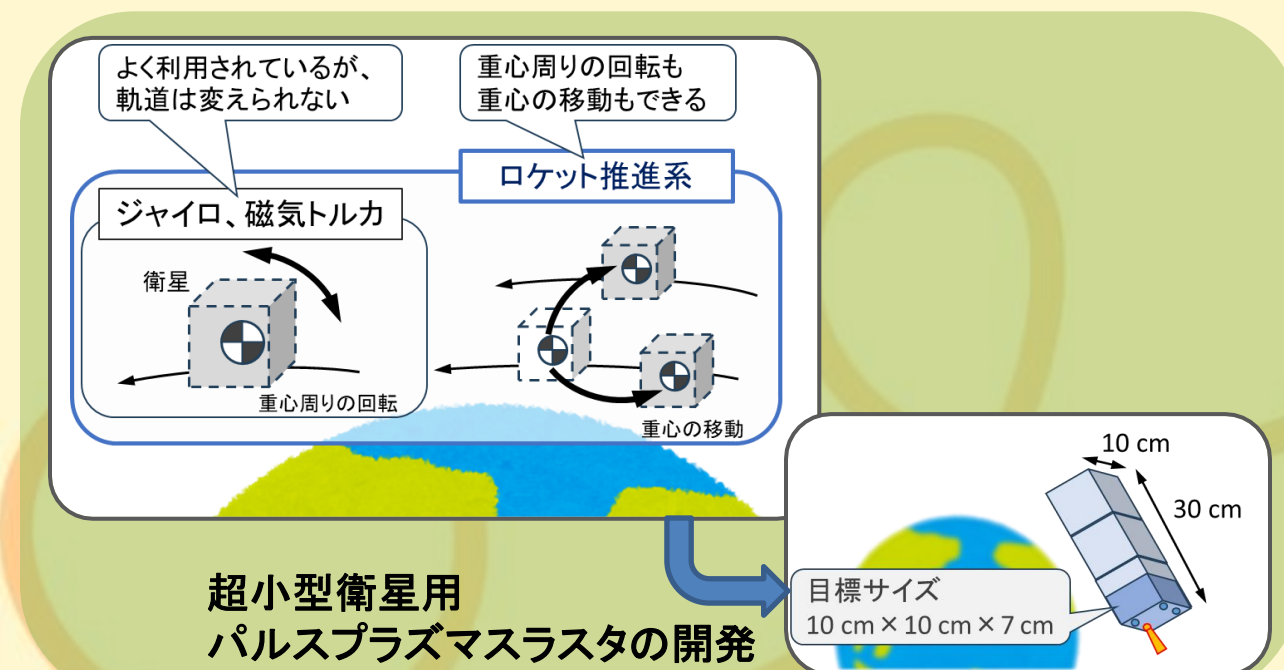 よく利用されているが、
軌道は変えられない
重心周りの回転も
重心の移動もできる
ロケット推進系
ジャイロ、磁気トルカ
衛星
重心周りの回転
重心の移動
10 cm
30 cm
目標サイズ
10 cm × 10 cm × 7 cm
超小型衛星用
パルスプラズマスラスタの開発